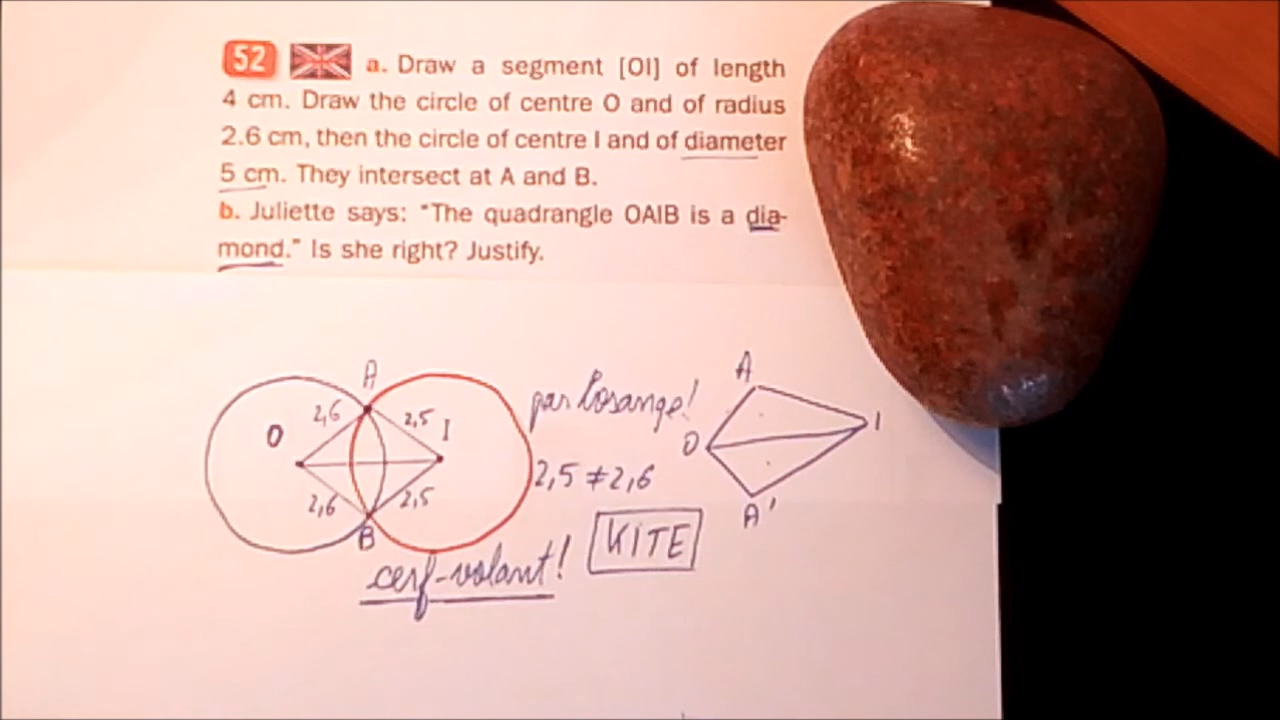 52 a. Draw a segment [OI] of length
4 cm. Draw the circle of centre O and of radius
2.6 cm, then the circle of centre I and of diameter
5 cm. They intersect at A and B.
b. Juliette says: "The quadrangle OAIB is a dia-
mond." Is she right? Justify.
A
2,6
2,5
O
I
2,6
2,5
B
pas losange!
2,5 ≠ 2,6
cerf-volant!
KITE
A
O
I
A'